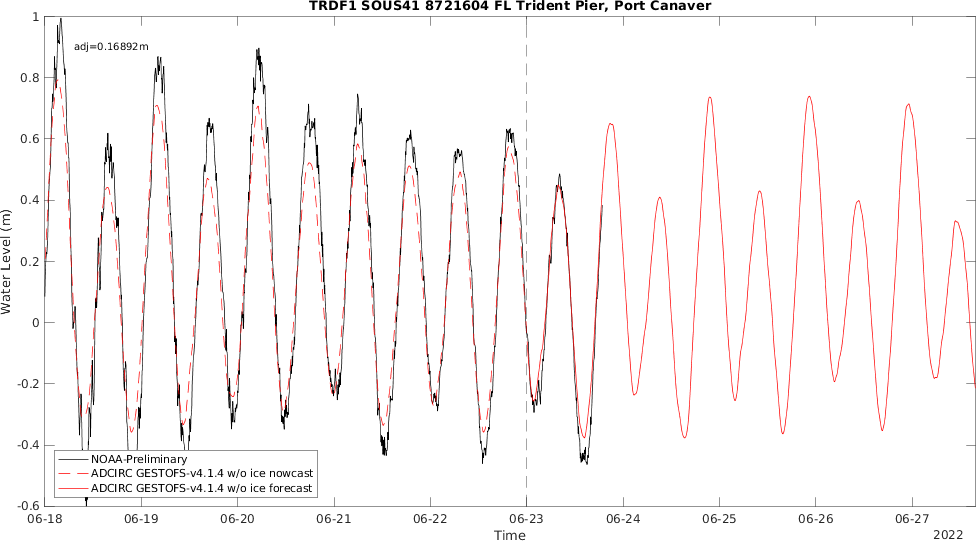 TRDF1 SOUS41 8721604 FL Trident Pier, Port Canaver
adj=0.16892m
1
0.8
0.6
0.4
0.2
0
-0.2
-0.4
-0.6
Water Level (m)
NOAA-Preliminary
ADCIRC GESTOFS-v4.1.4 w/o ice nowcast
ADCIRC GESTOFS-v4.1.4 w/o ice forecast
06-18 06-19 06-20 06-21 06-22 06-23 06-24 06-25 06-26 06-27
Time
2022